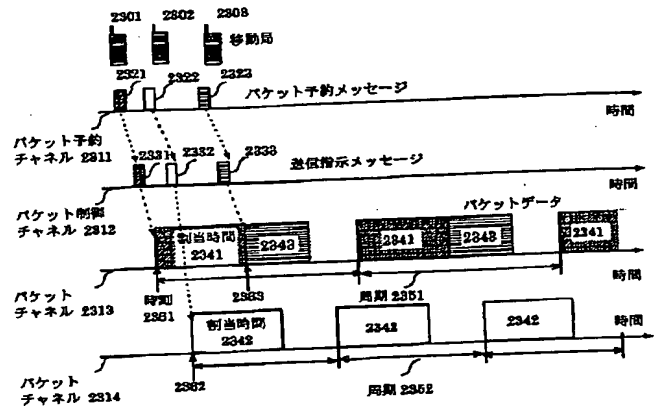 2301 2302 2303
移動局
2321 2322 2323
パケット予約メッセージ
時間
パケット予約
チャネル 2311
2331 2332 2333
送信指示メッセージ
時間
パケット制御
チャネル 2312
パケットデータ
割当時間
2341
2343
2341
2343
2341
時間
パケット
チャネル 2313
時刻
2361
2363
周期 2351
割当時間
2342
2342
2342
時間
パケット
チャネル 2314
2362
周期 2352